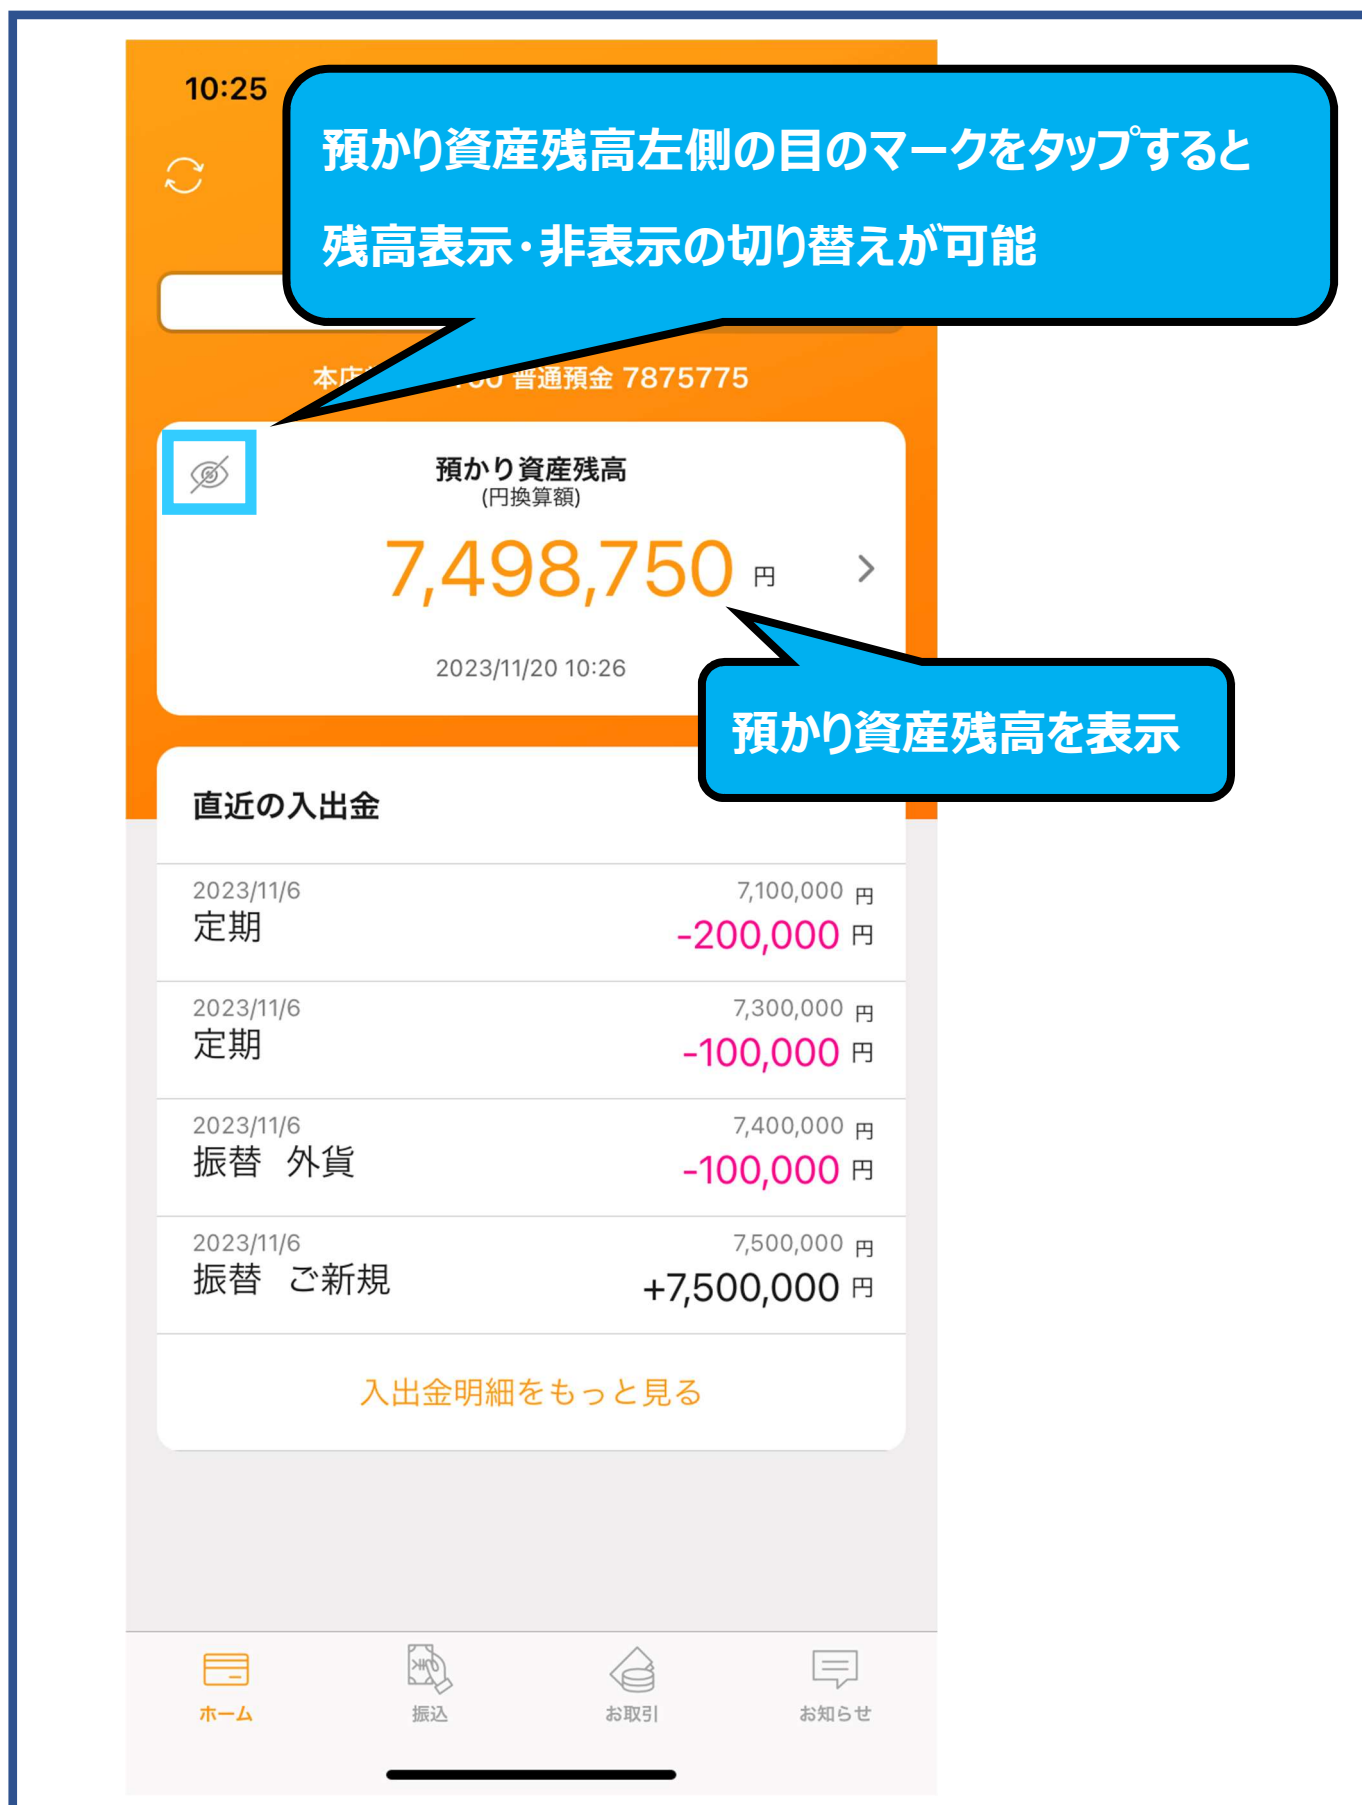 10:25
預かり資産残高左側の目のマークをタップすると
残高表示・非表示の切り替えが可能
普通預金 7875775
預かり資産残高
(円換算額)
7,498,750 円
2023/11/20 10:26
預かり資産残高を表示
直近の入出金
2023/11/6 7,100,000 円
定期 -200,000 円
2023/11/6 7,300,000 円
定期 -100,000 円
2023/11/6 7,400,000 円
振替 外貨 -100,000 円
2023/11/6 7,500,000 円
振替 ご新規 +7,500,000 円
入出金明細をもっと見る
ホーム 振込 お取引 お知らせ